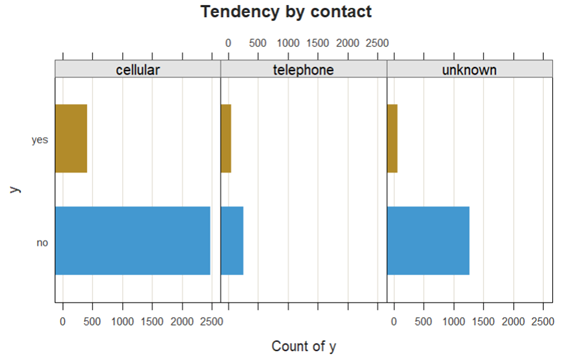 Tendency by contact
0 500 1000 1500 2000 2500
cellular telephone unknown
yes
y
no
0 500 1000 1500 2000 2500 0 500 1000 1500 2000 2500
Count of y